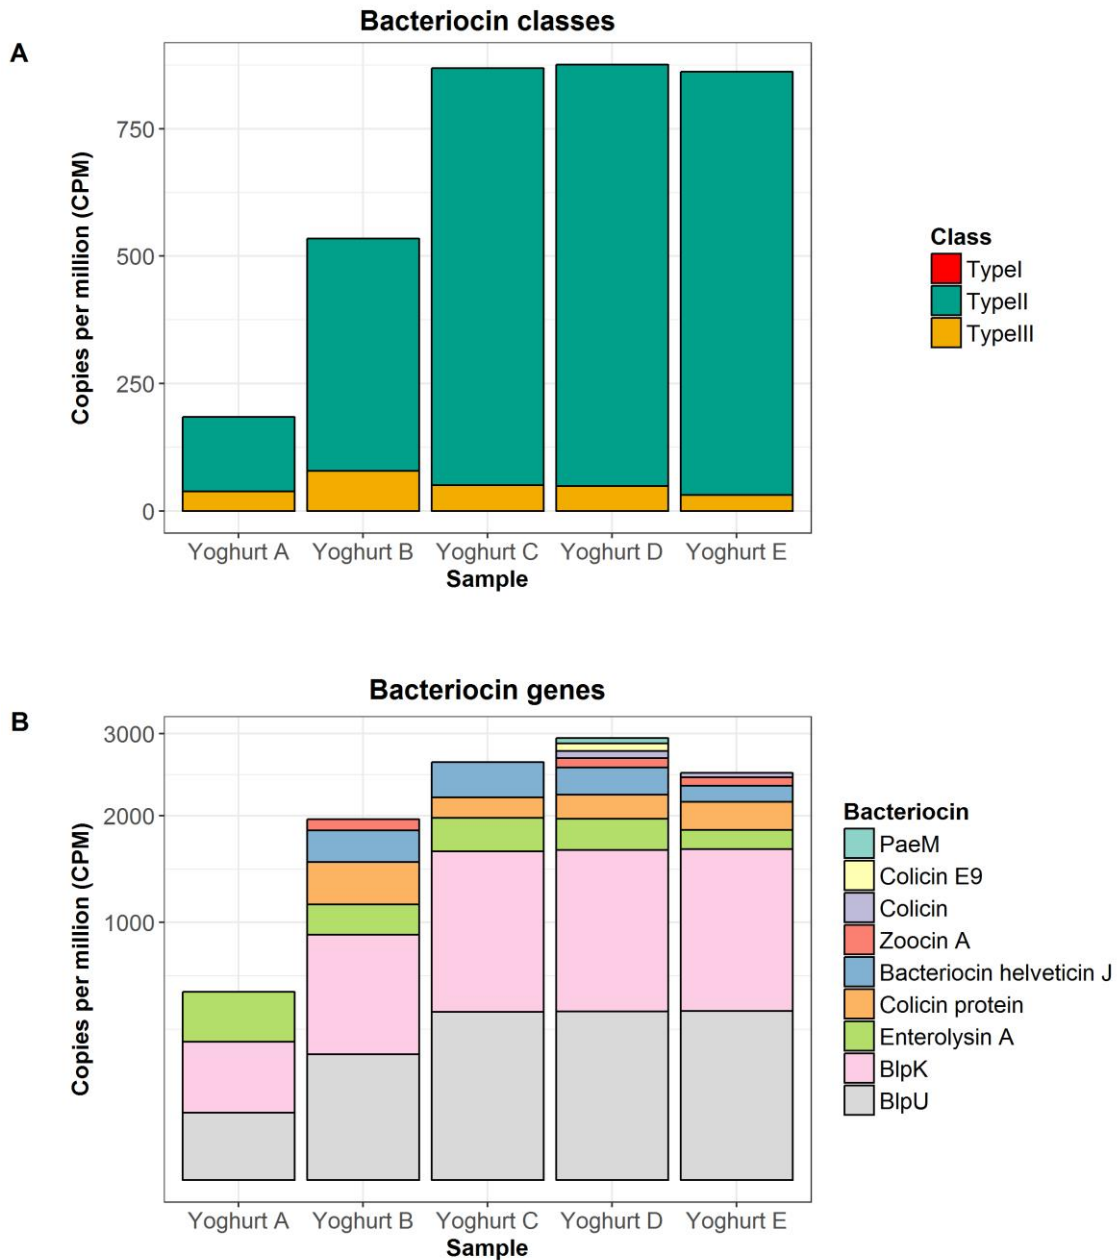 Bacteriocin classes
A
Copies per million (CPM)
750
500
250
0
Yoghurt A Yoghurt B Yoghurt C Yoghurt D Yoghurt E
Sample
Class
TypeI
TypeII
TypeIII
Bacteriocin genes
B
Copies per million (CPM)
3000
2000
1000
Yoghurt A Yoghurt B Yoghurt C Yoghurt D Yoghurt E
Sample
Bacteriocin
PaeM
Colicin E9
Colicin
Zoocin A
Bacteriocin helveticin J
Colicin protein
Enterolysin A
BlpK
BlpU